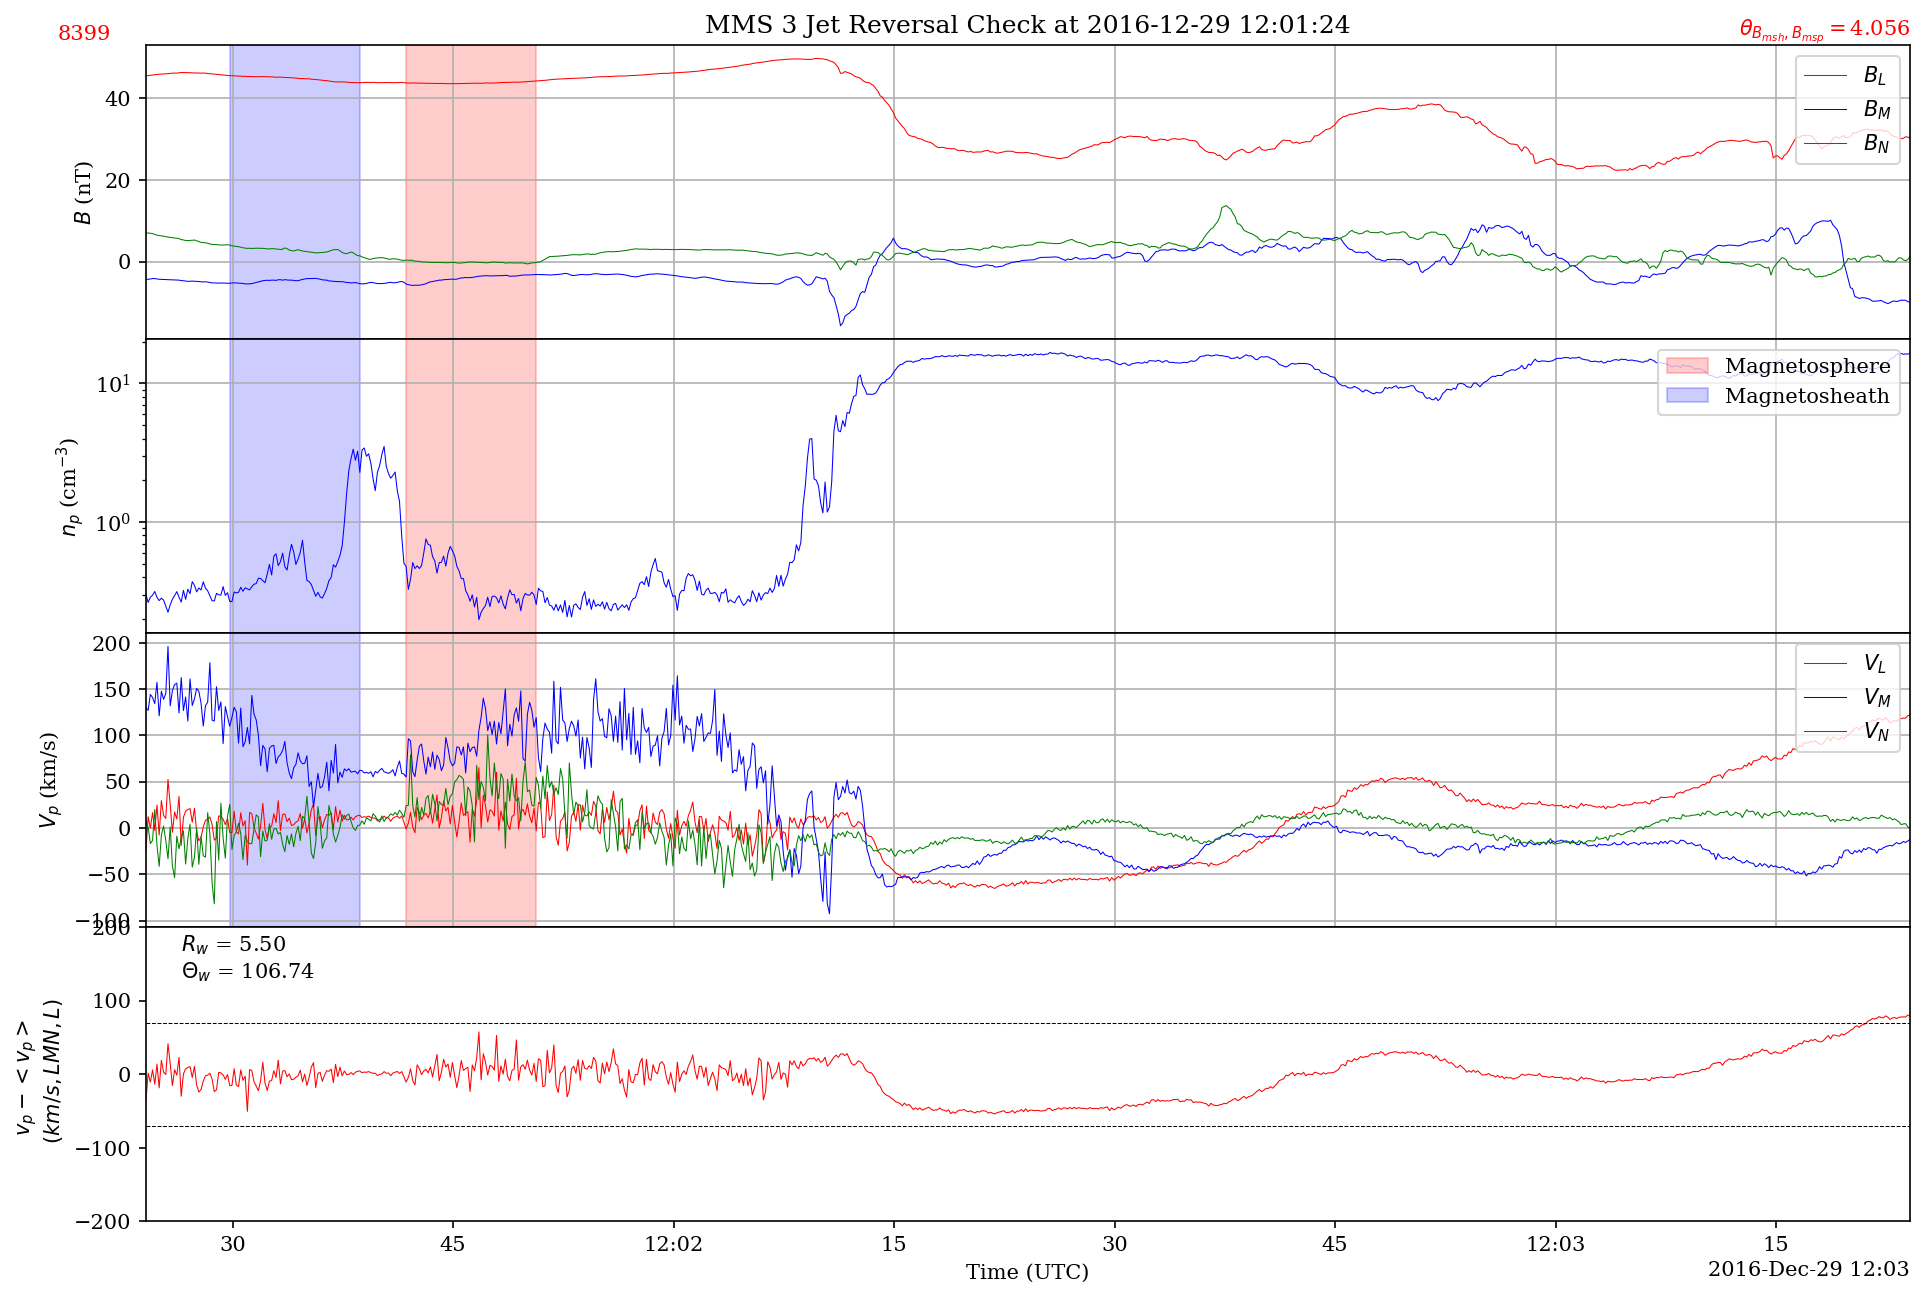 MMS 3 Jet Reversal Check at 2016-12-29 12:01:24
8399
θ_{B_{msh}, B_{msp}} = 4.056
B (nT)
40
20
0
B_L
B_M
B_N
n_p (cm^{-3})
10^1
10^0
Magnetosphere
Magnetosheath
V_p (km/s)
200
150
100
50
0
−50
−100
V_L
V_M
V_N
v_p − < v_p >
(km/s, LMN, L)
200
100
0
−100
−200
R_w = 5.50
Θ_w = 106.74
30 45 12:02 15 30 45 12:03 15
Time (UTC)
2016-Dec-29 12:03